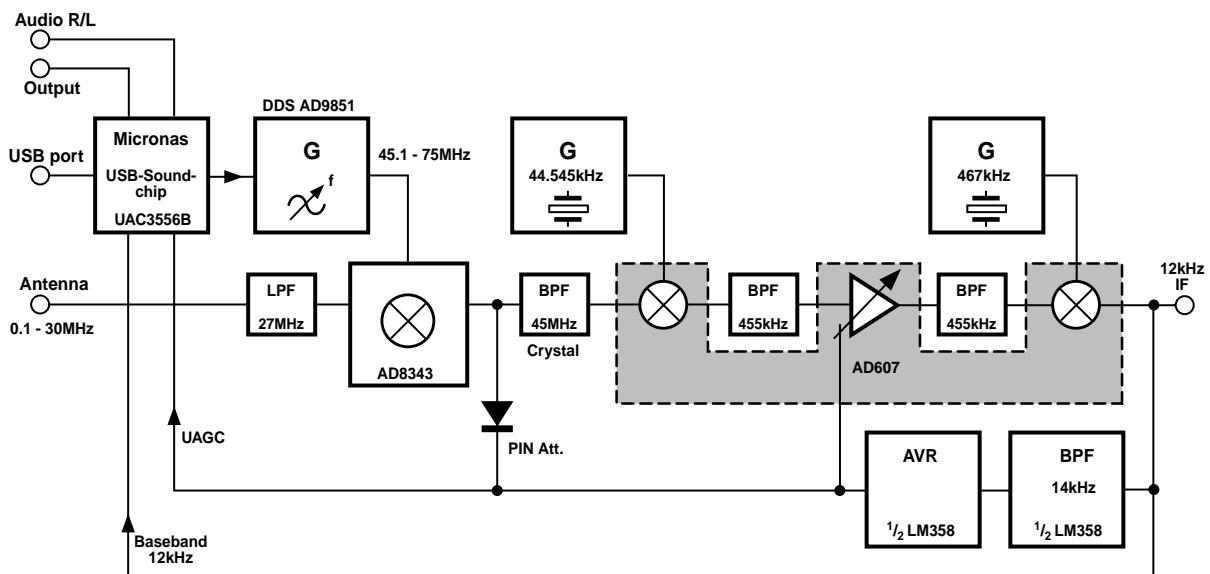 Audio R/L
Output
USB port
Micronas
USB-Sound-
chip
UAC3556B
DDS AD9851
G
f
45.1 - 75MHz
G
44.545kHz
G
467kHz
Antenna
0.1 - 30MHz
LPF
27MHz
AD8343
BPF
45MHz
Crystal
BPF
455kHz
AD607
BPF
455kHz
12kHz
IF
UAGC
PIN Att.
AVR
1/2 LM358
BPF
14kHz
1/2 LM358
Baseband
12kHz